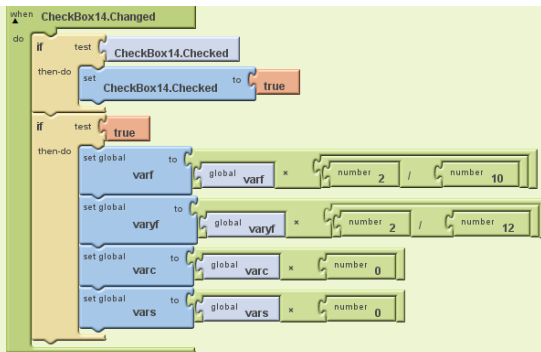 when CheckBox14.Changed
do
if test CheckBox14.Checked
then-do set CheckBox14.Checked to true
if test true
then-do set global varf to global varf × number 2 / number 10
set global varyf to global varyf × number 2 / number 12
set global varc to global varc × number 0
set global vars to global vars × number 0